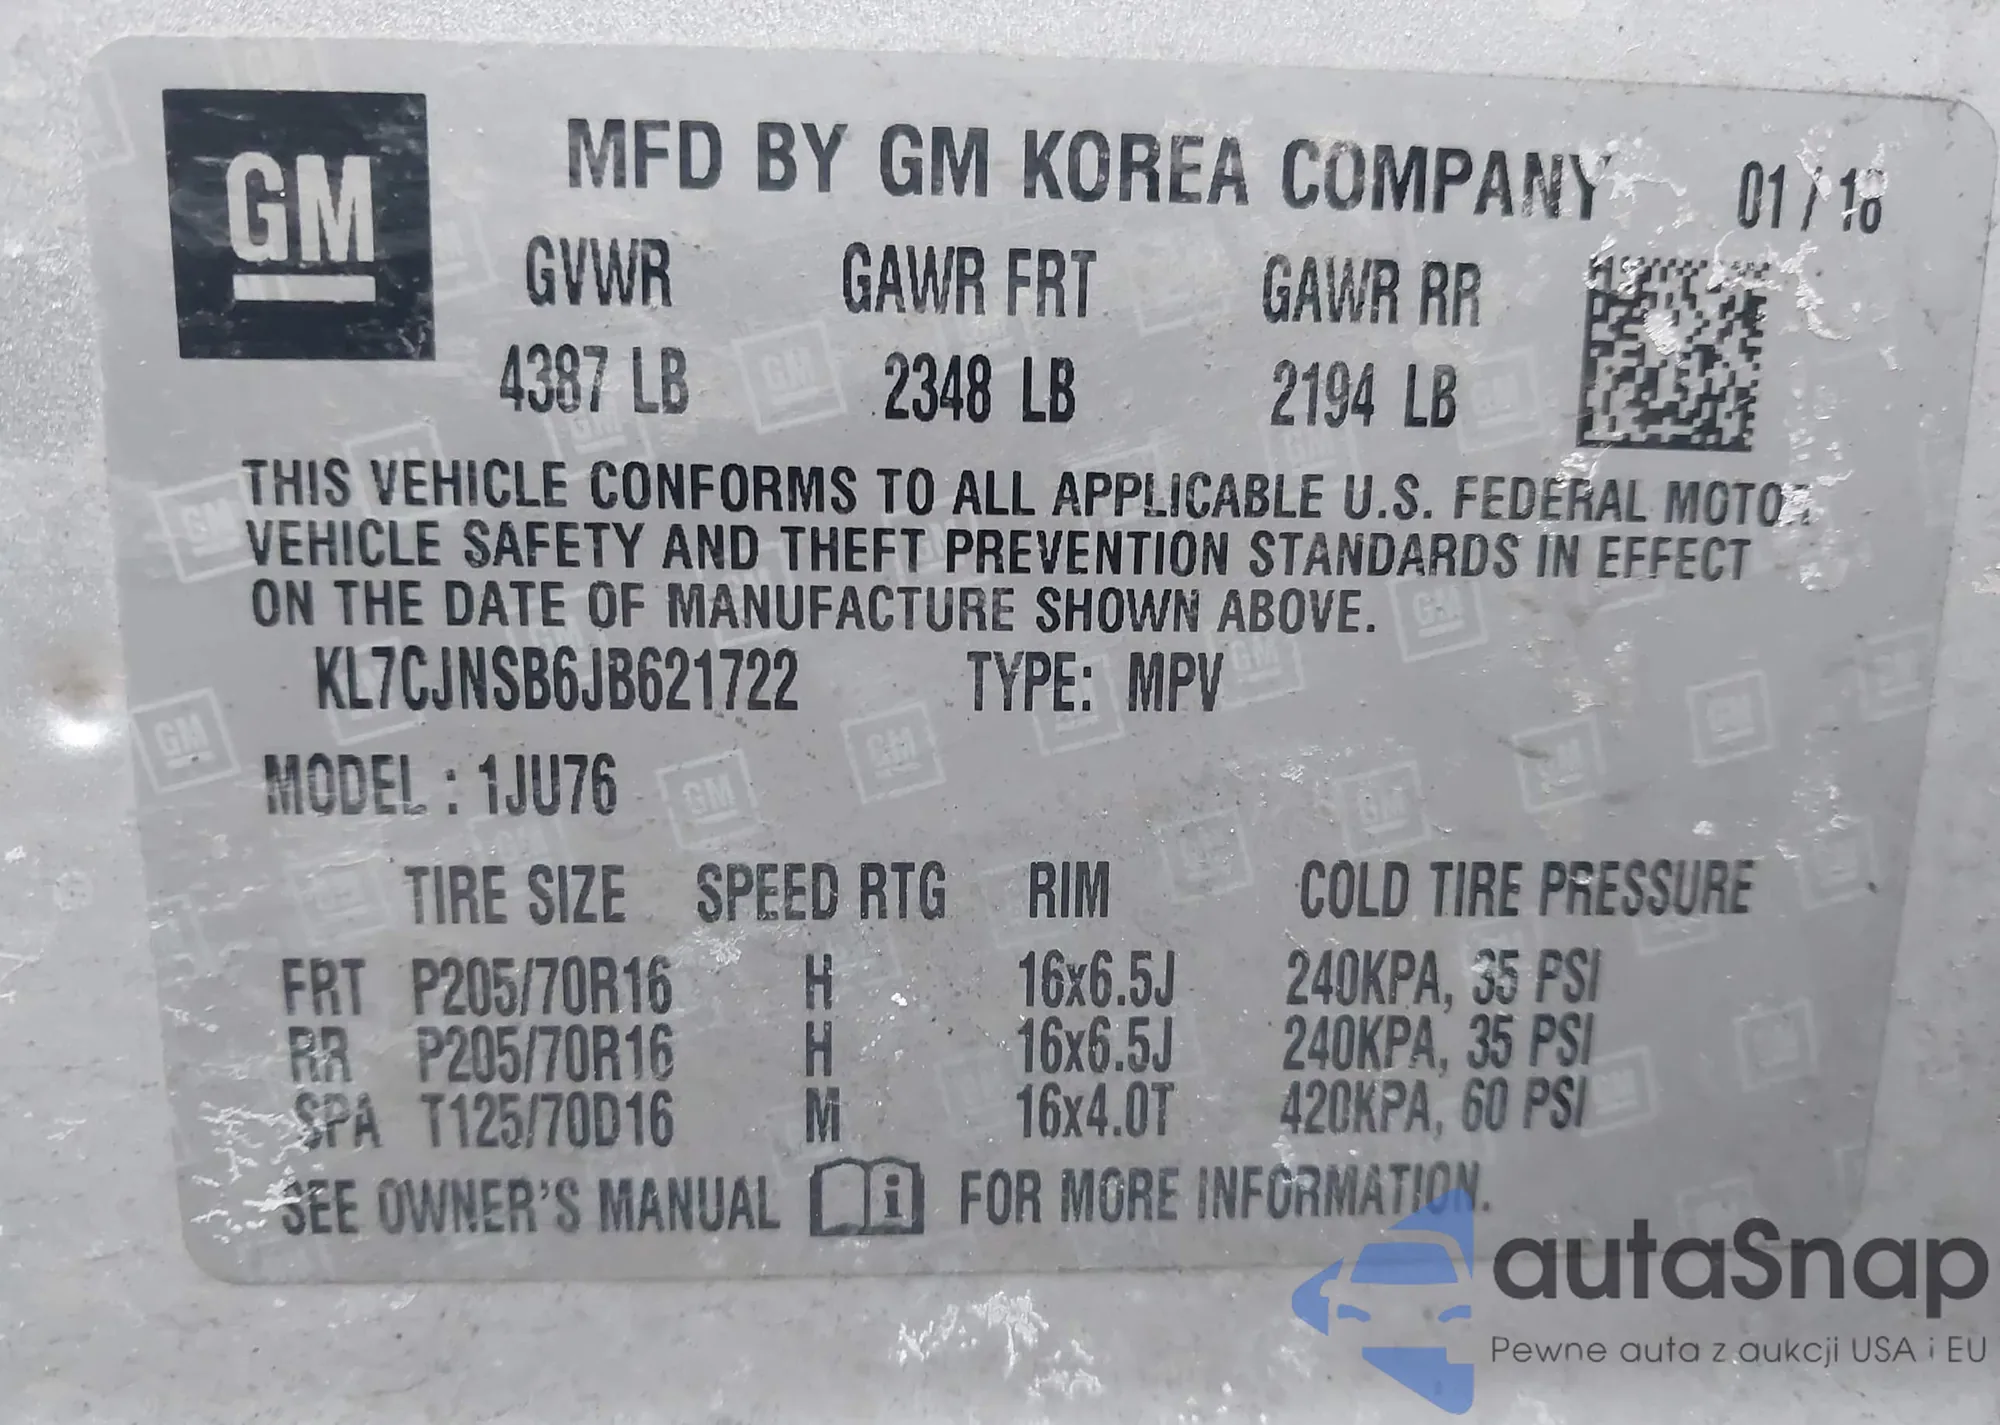 GM
MFD BY GM KOREA COMPANY 01 / 18
GVWR GAWR FRT GAWR RR
4387 LB 2348 LB 2194 LB
THIS VEHICLE CONFORMS TO ALL APPLICABLE U.S. FEDERAL MOTOR
VEHICLE SAFETY AND THEFT PREVENTION STANDARDS IN EFFECT
ON THE DATE OF MANUFACTURE SHOWN ABOVE.
KL7CJNSB6JB621722 TYPE: MPV
MODEL : 1JU76
TIRE SIZE SPEED RTG RIM COLD TIRE PRESSURE
FRT P205/70R16 H 16x6.5J 240KPA, 35 PSI
RR P205/70R16 H 16x6.5J 240KPA, 35 PSI
SPA T125/70D16 M 16x4.0T 420KPA, 60 PSI
SEE OWNER'S MANUAL i FOR MORE INFORMATION.
autaSnap
Pewne auta z aukcji USA i EU